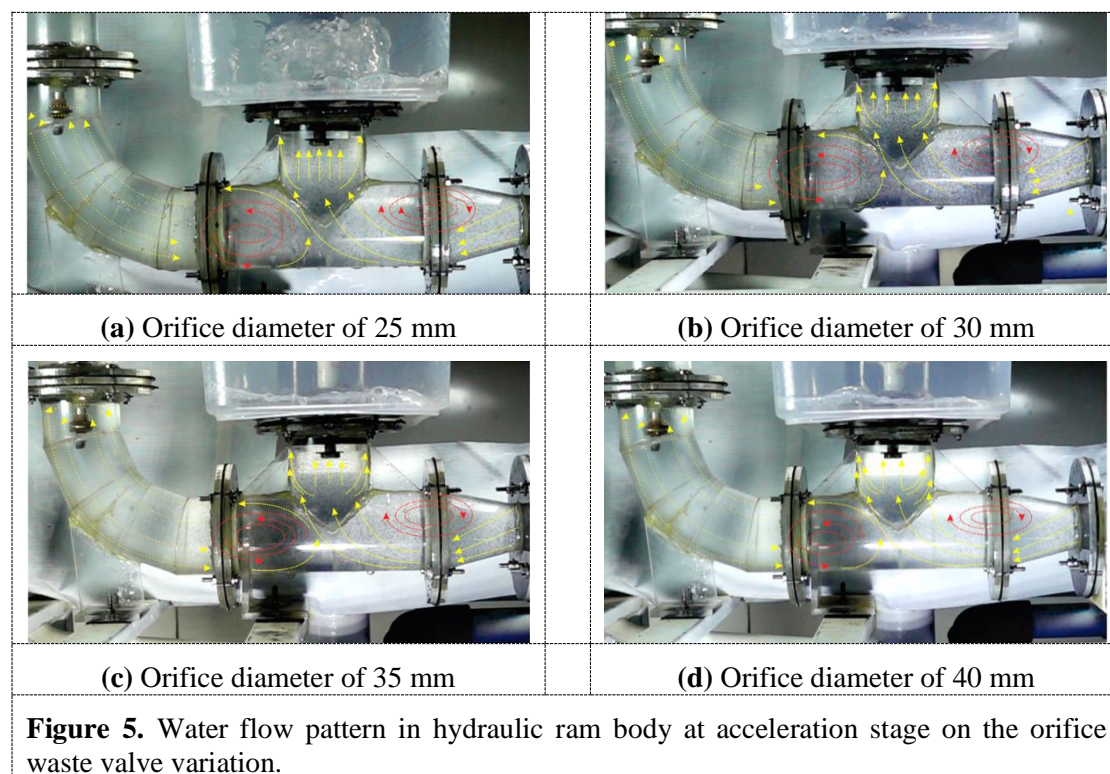 (a) Orifice diameter of 25 mm
(b) Orifice diameter of 30 mm
(c) Orifice diameter of 35 mm
(d) Orifice diameter of 40 mm
Figure 5. Water flow pattern in hydraulic ram body at acceleration stage on the orifice
waste valve variation.